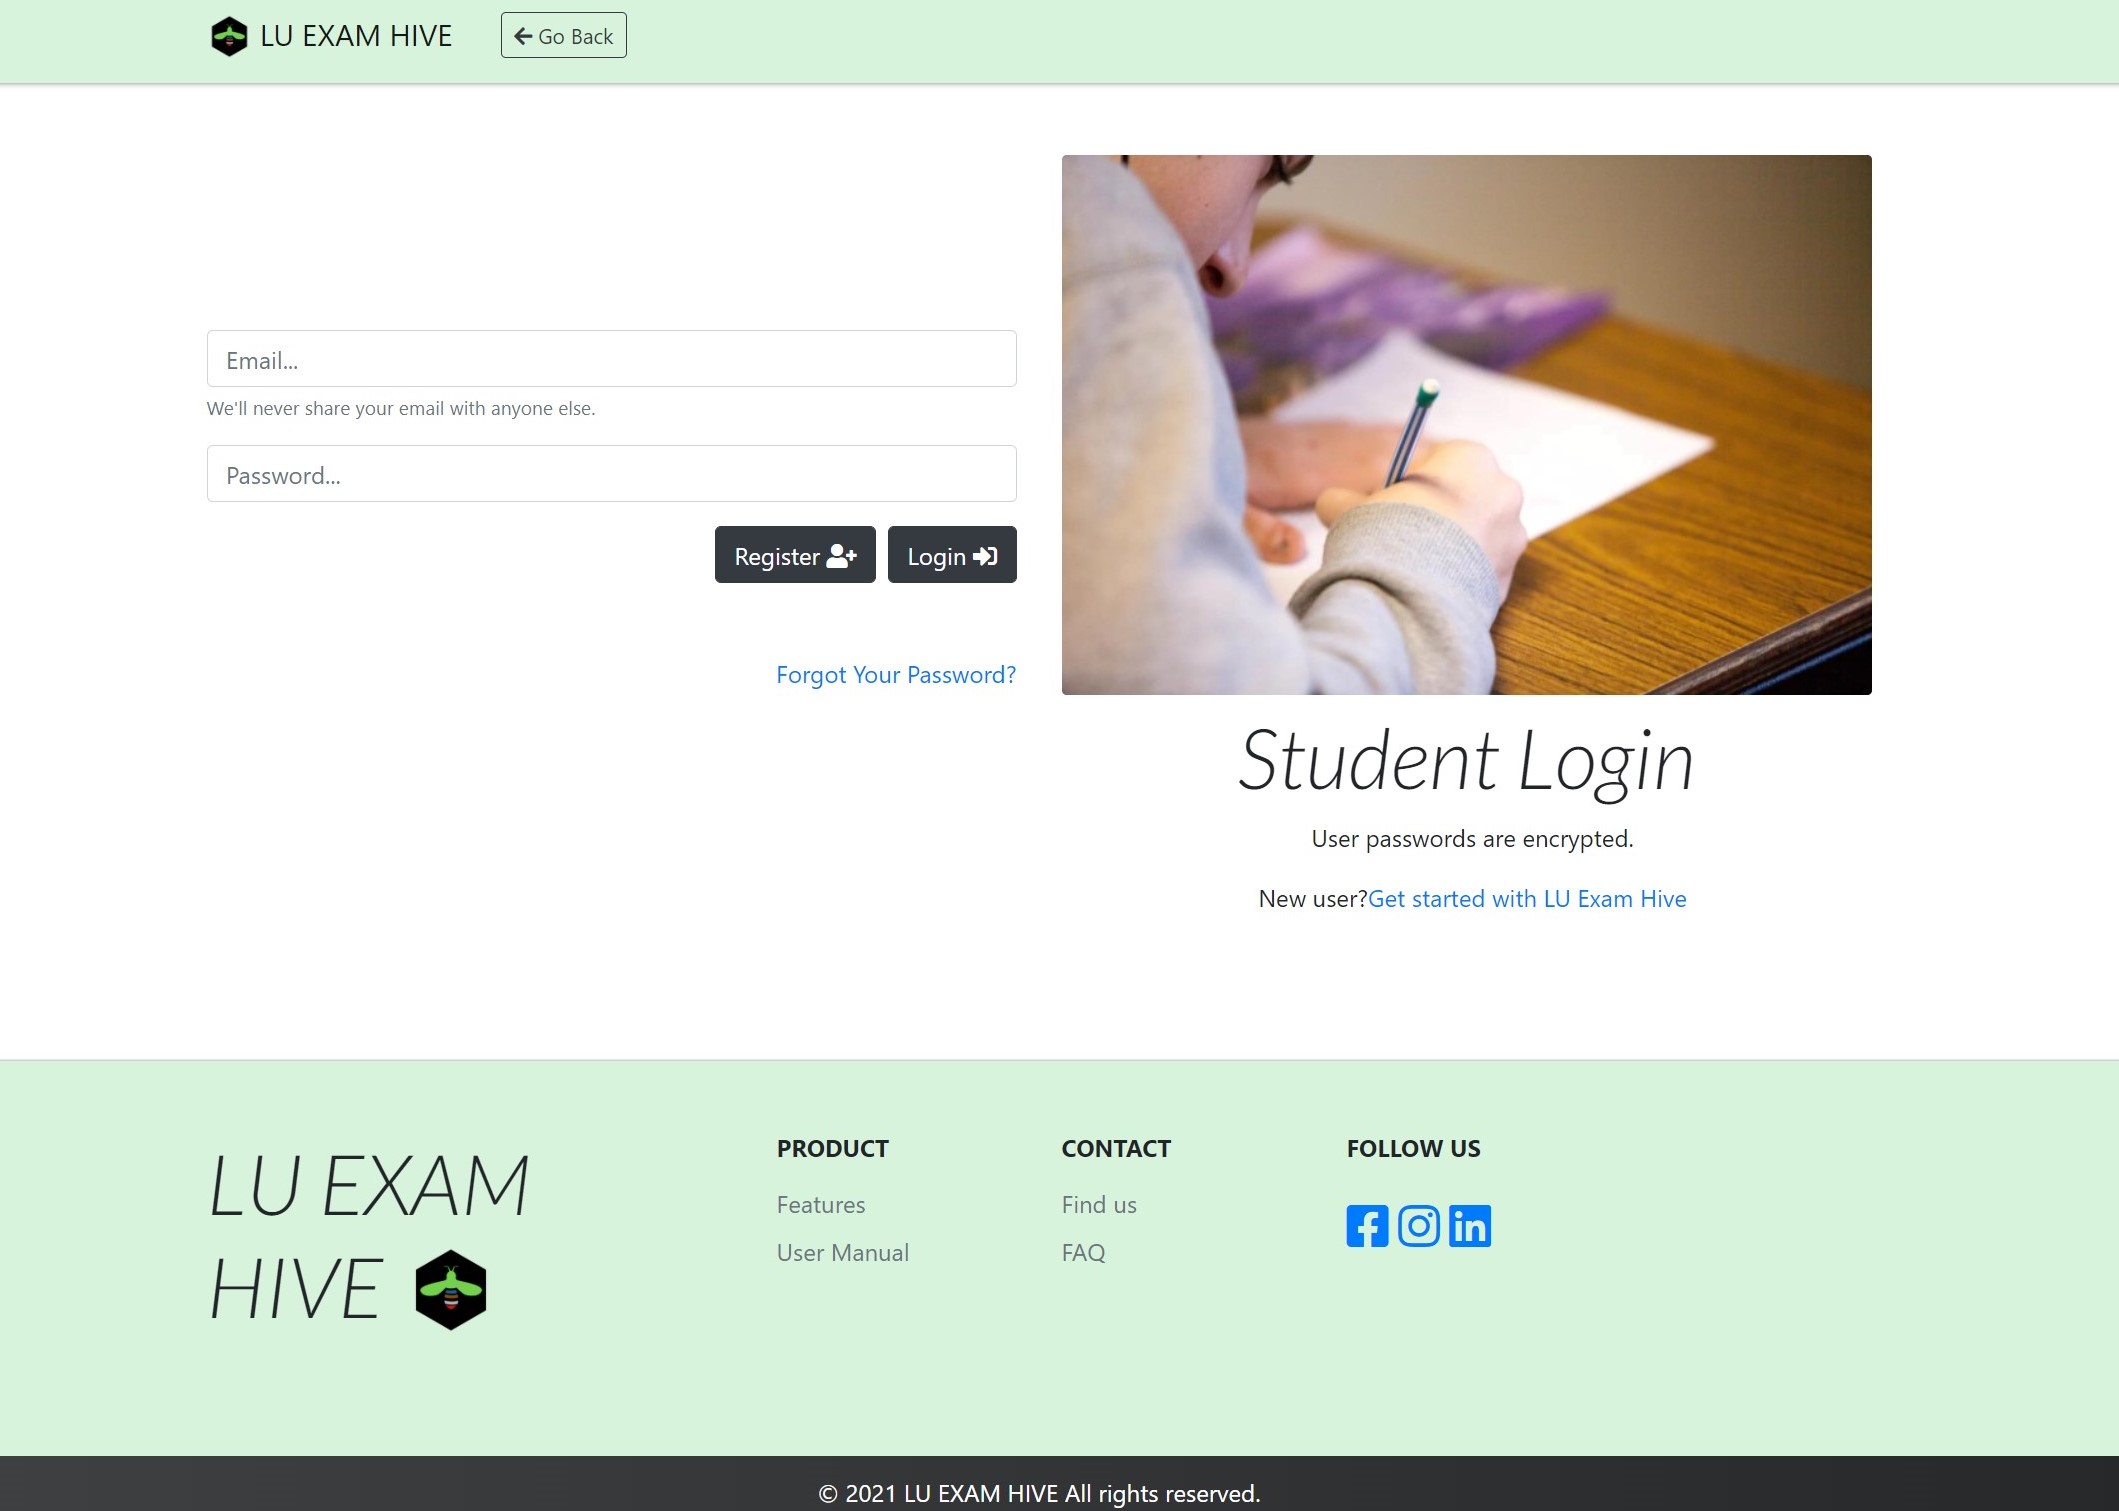 LU EXAM HIVE
Go Back
Email...
We'll never share your email with anyone else.
Password...
Register
Login
Forgot Your Password?
Student Login
User passwords are encrypted.
New user?Get started with LU Exam Hive
LU EXAM
HIVE
PRODUCT
Features
User Manual
CONTACT
Find us
FAQ
FOLLOW US
© 2021 LU EXAM HIVE All rights reserved.